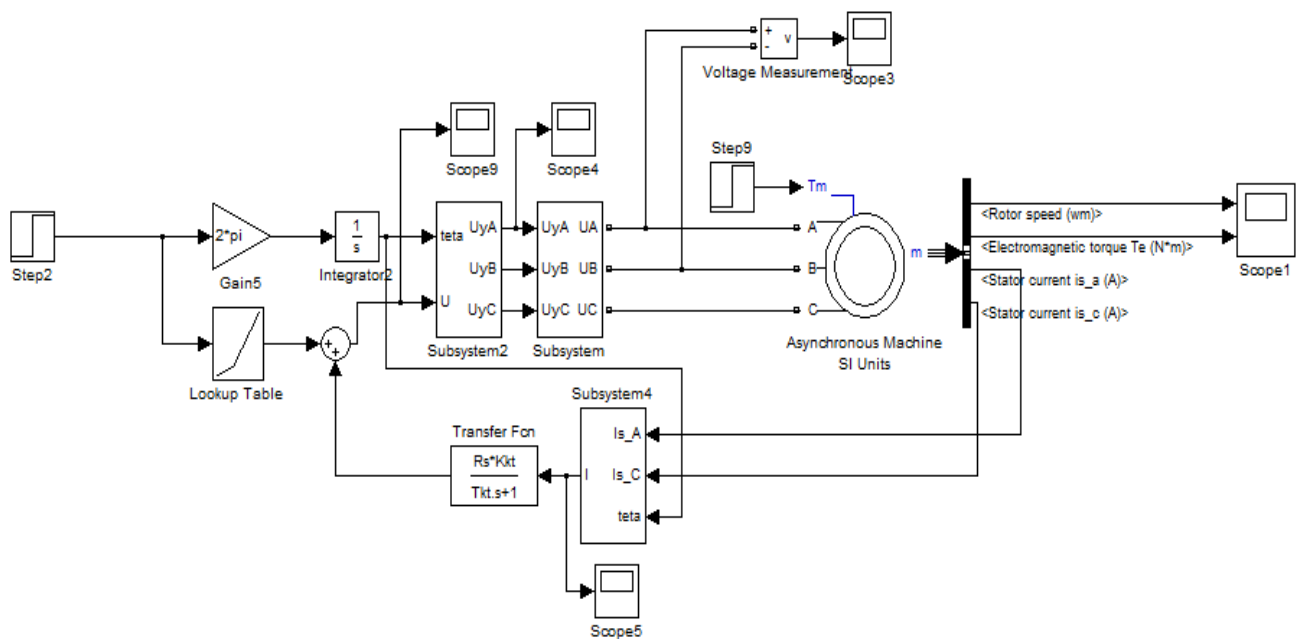 +
-
v
Voltage Measurement
Scope3
Scope9
Scope4
Step9
Tm
Step2
2*pi
Gain5
1
s
Integrator2
teta
U
UyA
UyB
UyC
Subsystem2
UyA
UyB
UyC
UA
UB
UC
Subsystem
A
B
C
m
Asynchronous Machine
SI Units
<Rotor speed (wm)>
<Electromagnetic torque Te (N*m)>
<Stator current is_a (A)>
<Stator current is_c (A)>
Scope1
Lookup Table
+
+
Transfer Fcn
Rs*Kkt
Tkt.s+1
Subsystem4
I
Is_A
Is_C
teta
Scope5